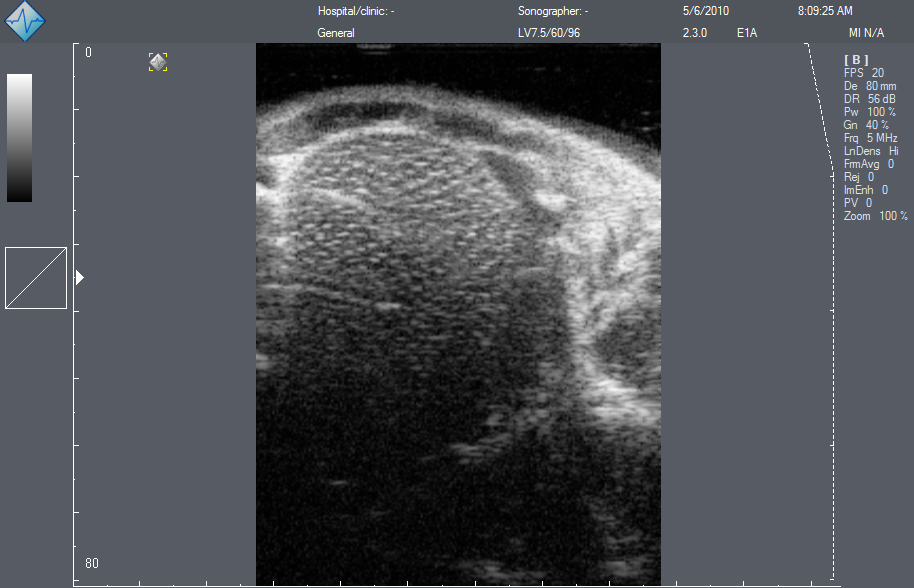 Hospital/clinic: - Sonographer: - 5/6/2010 8:09:25 AM
General LV7.5/60/96 2.3.0 E1A MI N/A
0
[ B ]
FPS 20
De 80 mm
DR 56 dB
Pw 100 %
Gn 40 %
Frq 5 MHz
LnDens Hi
FrmAvg 0
Rej 0
ImEnh 0
PV 0
Zoom 100 %
80